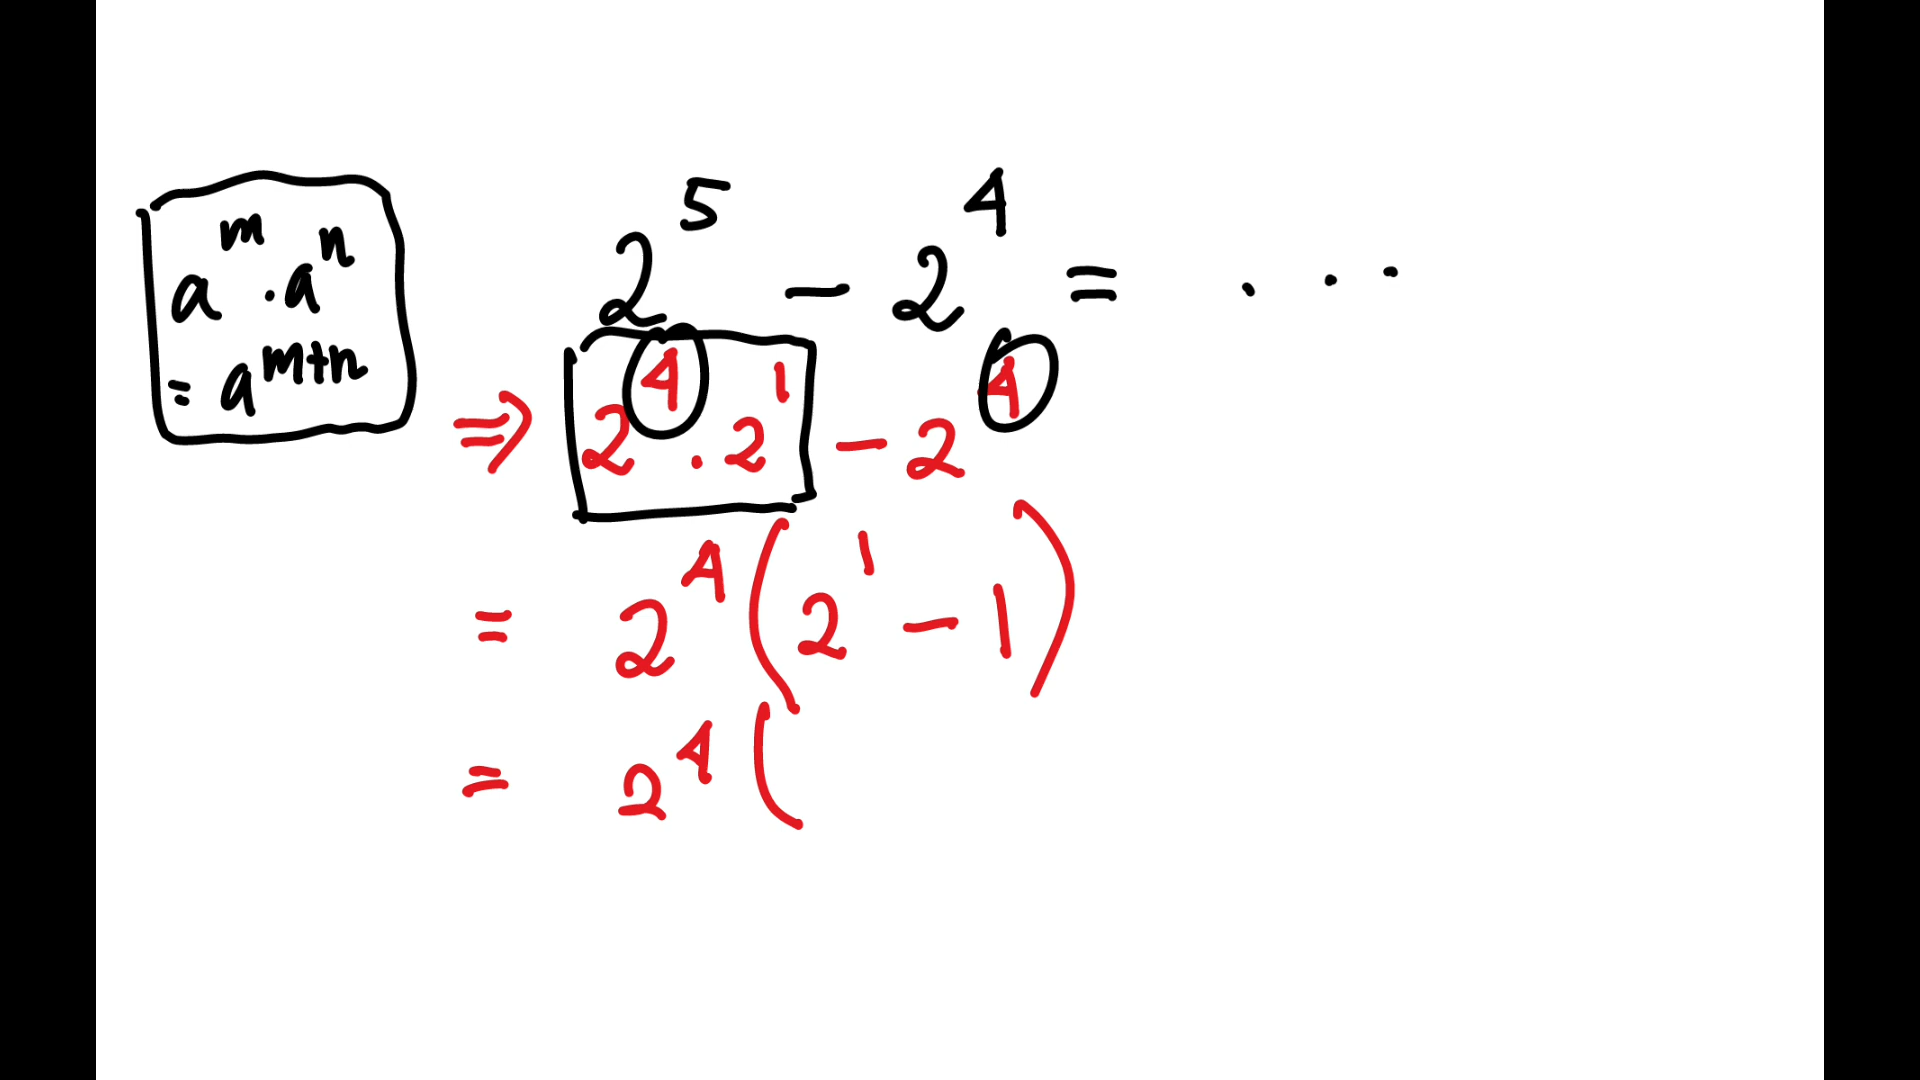 a^m . a^n
= a^{m+n}
2^5 - 2^4 = . . .
⇒ 2^4 . 2^1 - 2^4
= 2^4 (2^1 - 1)
= 2^4 (